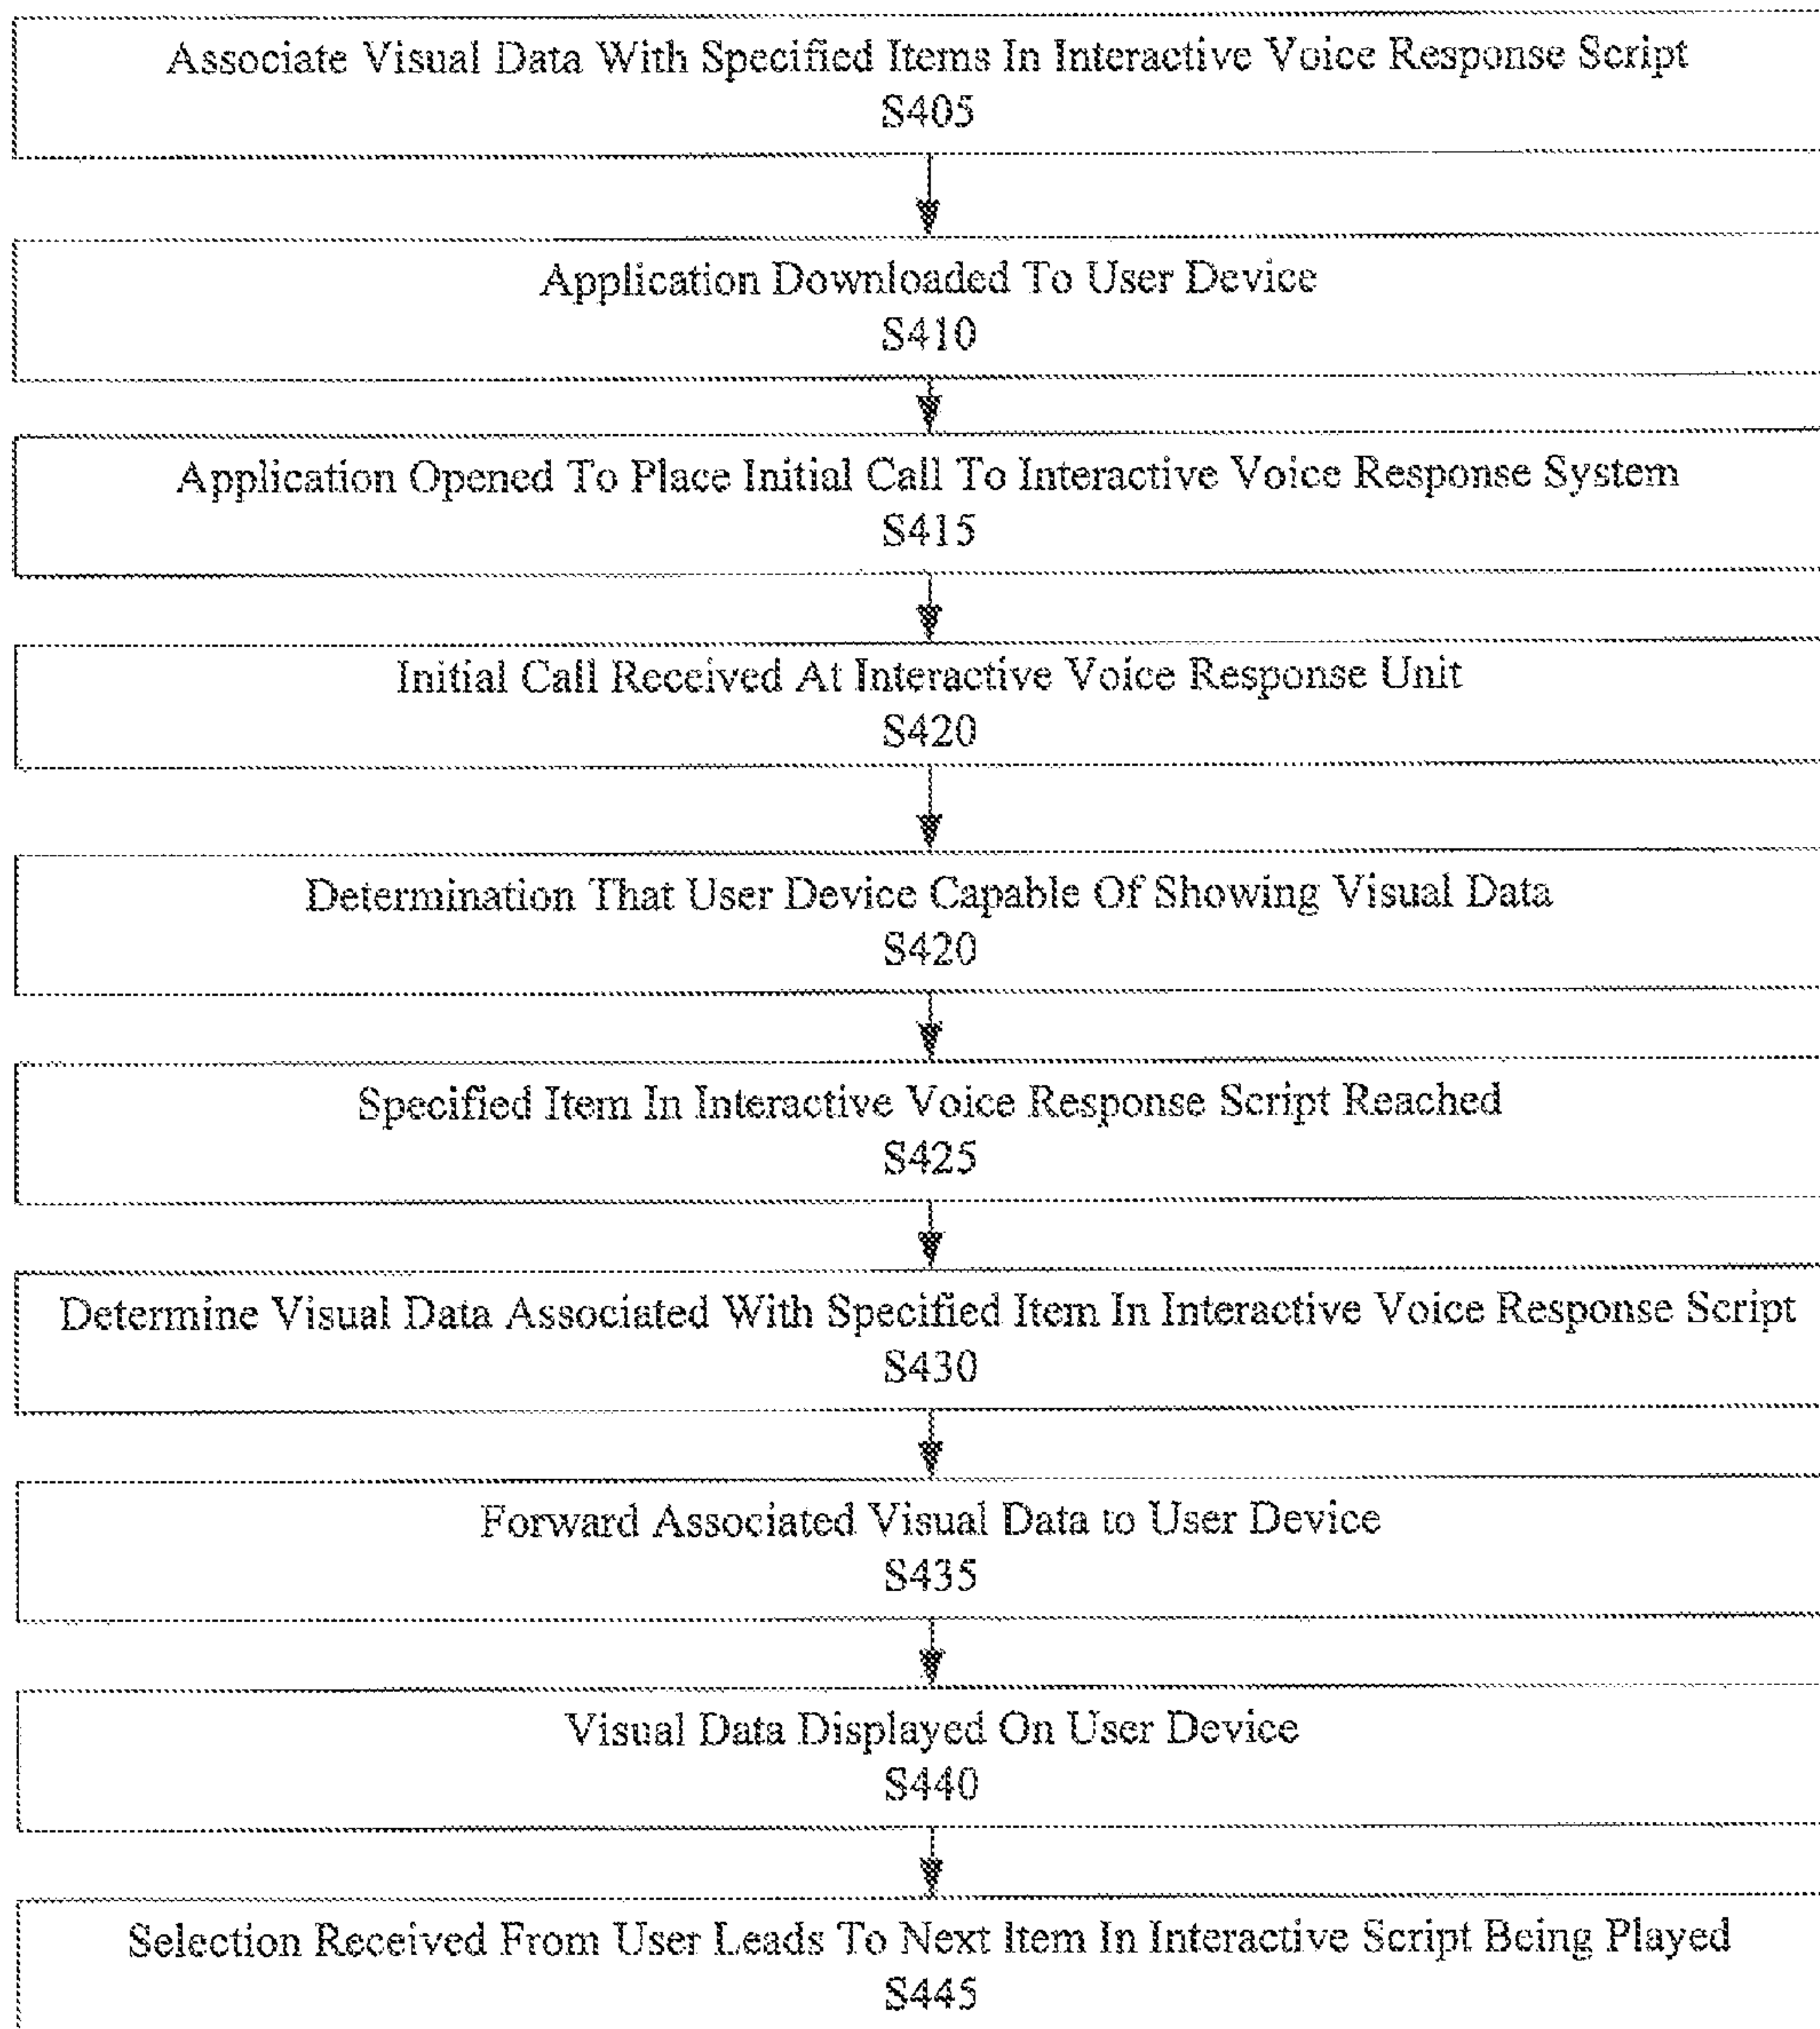 Associate Visual Data With Specified Items In Interactive Voice Response Script
S405
Application Downloaded To User Device
S410
Application Opened To Place Initial Call To Interactive Voice Response System
S415
Initial Call Received At Interactive Voice Response Unit
S420
Determination That User Device Capable Of Showing Visual Data
S420
Specified Item In Interactive Voice Response Script Reached
S425
Determine Visual Data Associated With Specified Item In Interactive Voice Response Script
S430
Forward Associated Visual Data to User Device
S435
Visual Data Displayed On User Device
S440
Selection Received From User Leads To Next Item In Interactive Script Being Played
S445